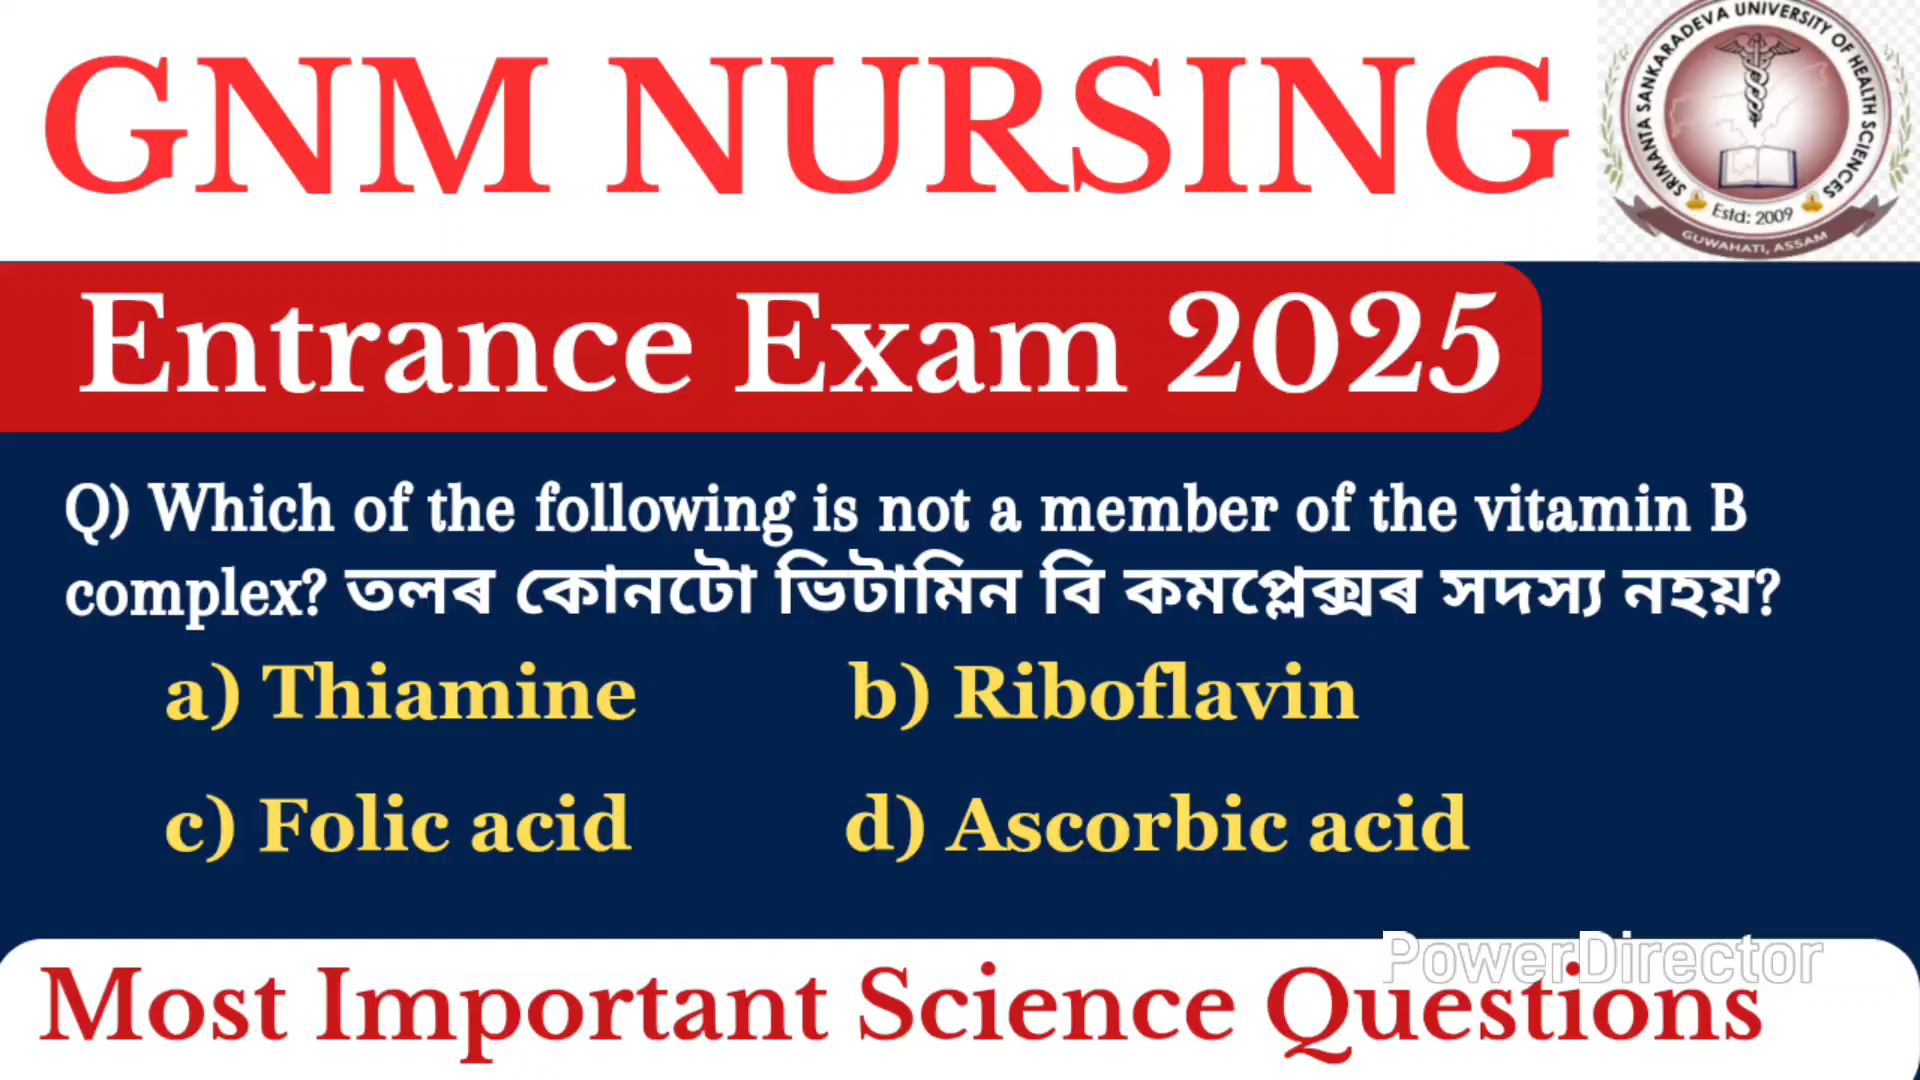 GNM NURSING
SRIMANTA SANKARADEVA UNIVERSITY OF HEALTH SCIENCES
Estd: 2009
GUWAHATI, ASSAM
Entrance Exam 2025
Q) Which of the following is not a member of the vitamin B
complex? তলৰ কোনটো ভিটামিন বি কমপ্লেক্সৰ সদস্য নহয়?
a) Thiamine b) Riboflavin
c) Folic acid d) Ascorbic acid
PowerDirector
Most Important Science Questions